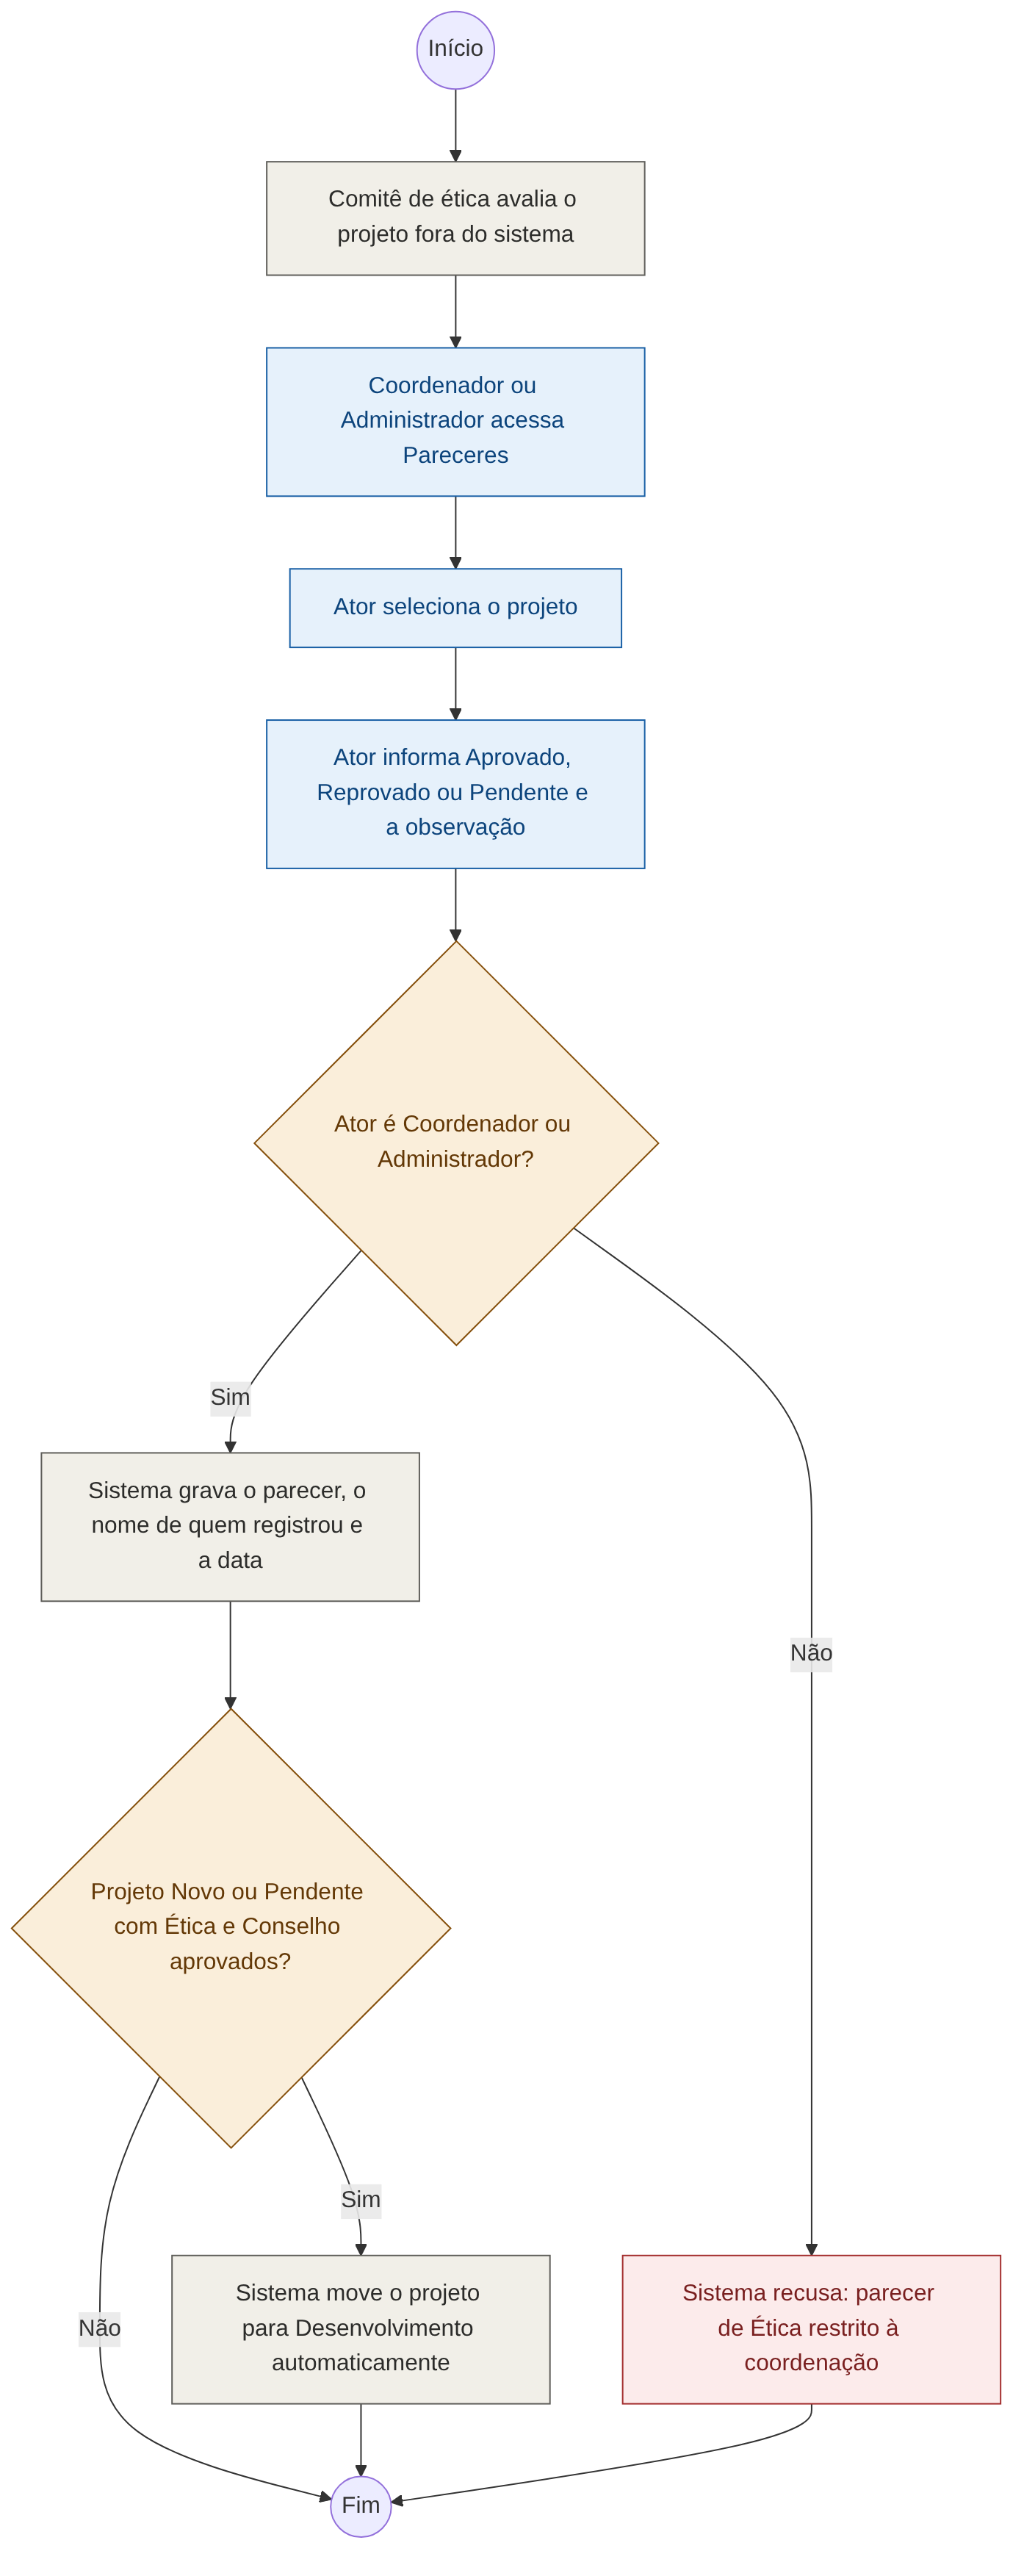 Início
Comitê de ética avalia o
projeto fora do sistema
Coordenador ou
Administrador acessa
Pareceres
Ator seleciona o projeto
Ator informa Aprovado,
Reprovado ou Pendente e
a observação
Ator é Coordenador ou
Administrador?
Sim
Sistema grava o parecer, o
nome de quem registrou e
a data
Não
Projeto Novo ou Pendente
com Ética e Conselho
aprovados?
Sim
Não
Sistema move o projeto
para Desenvolvimento
automaticamente
Sistema recusa: parecer
de Ética restrito à
coordenação
Fim